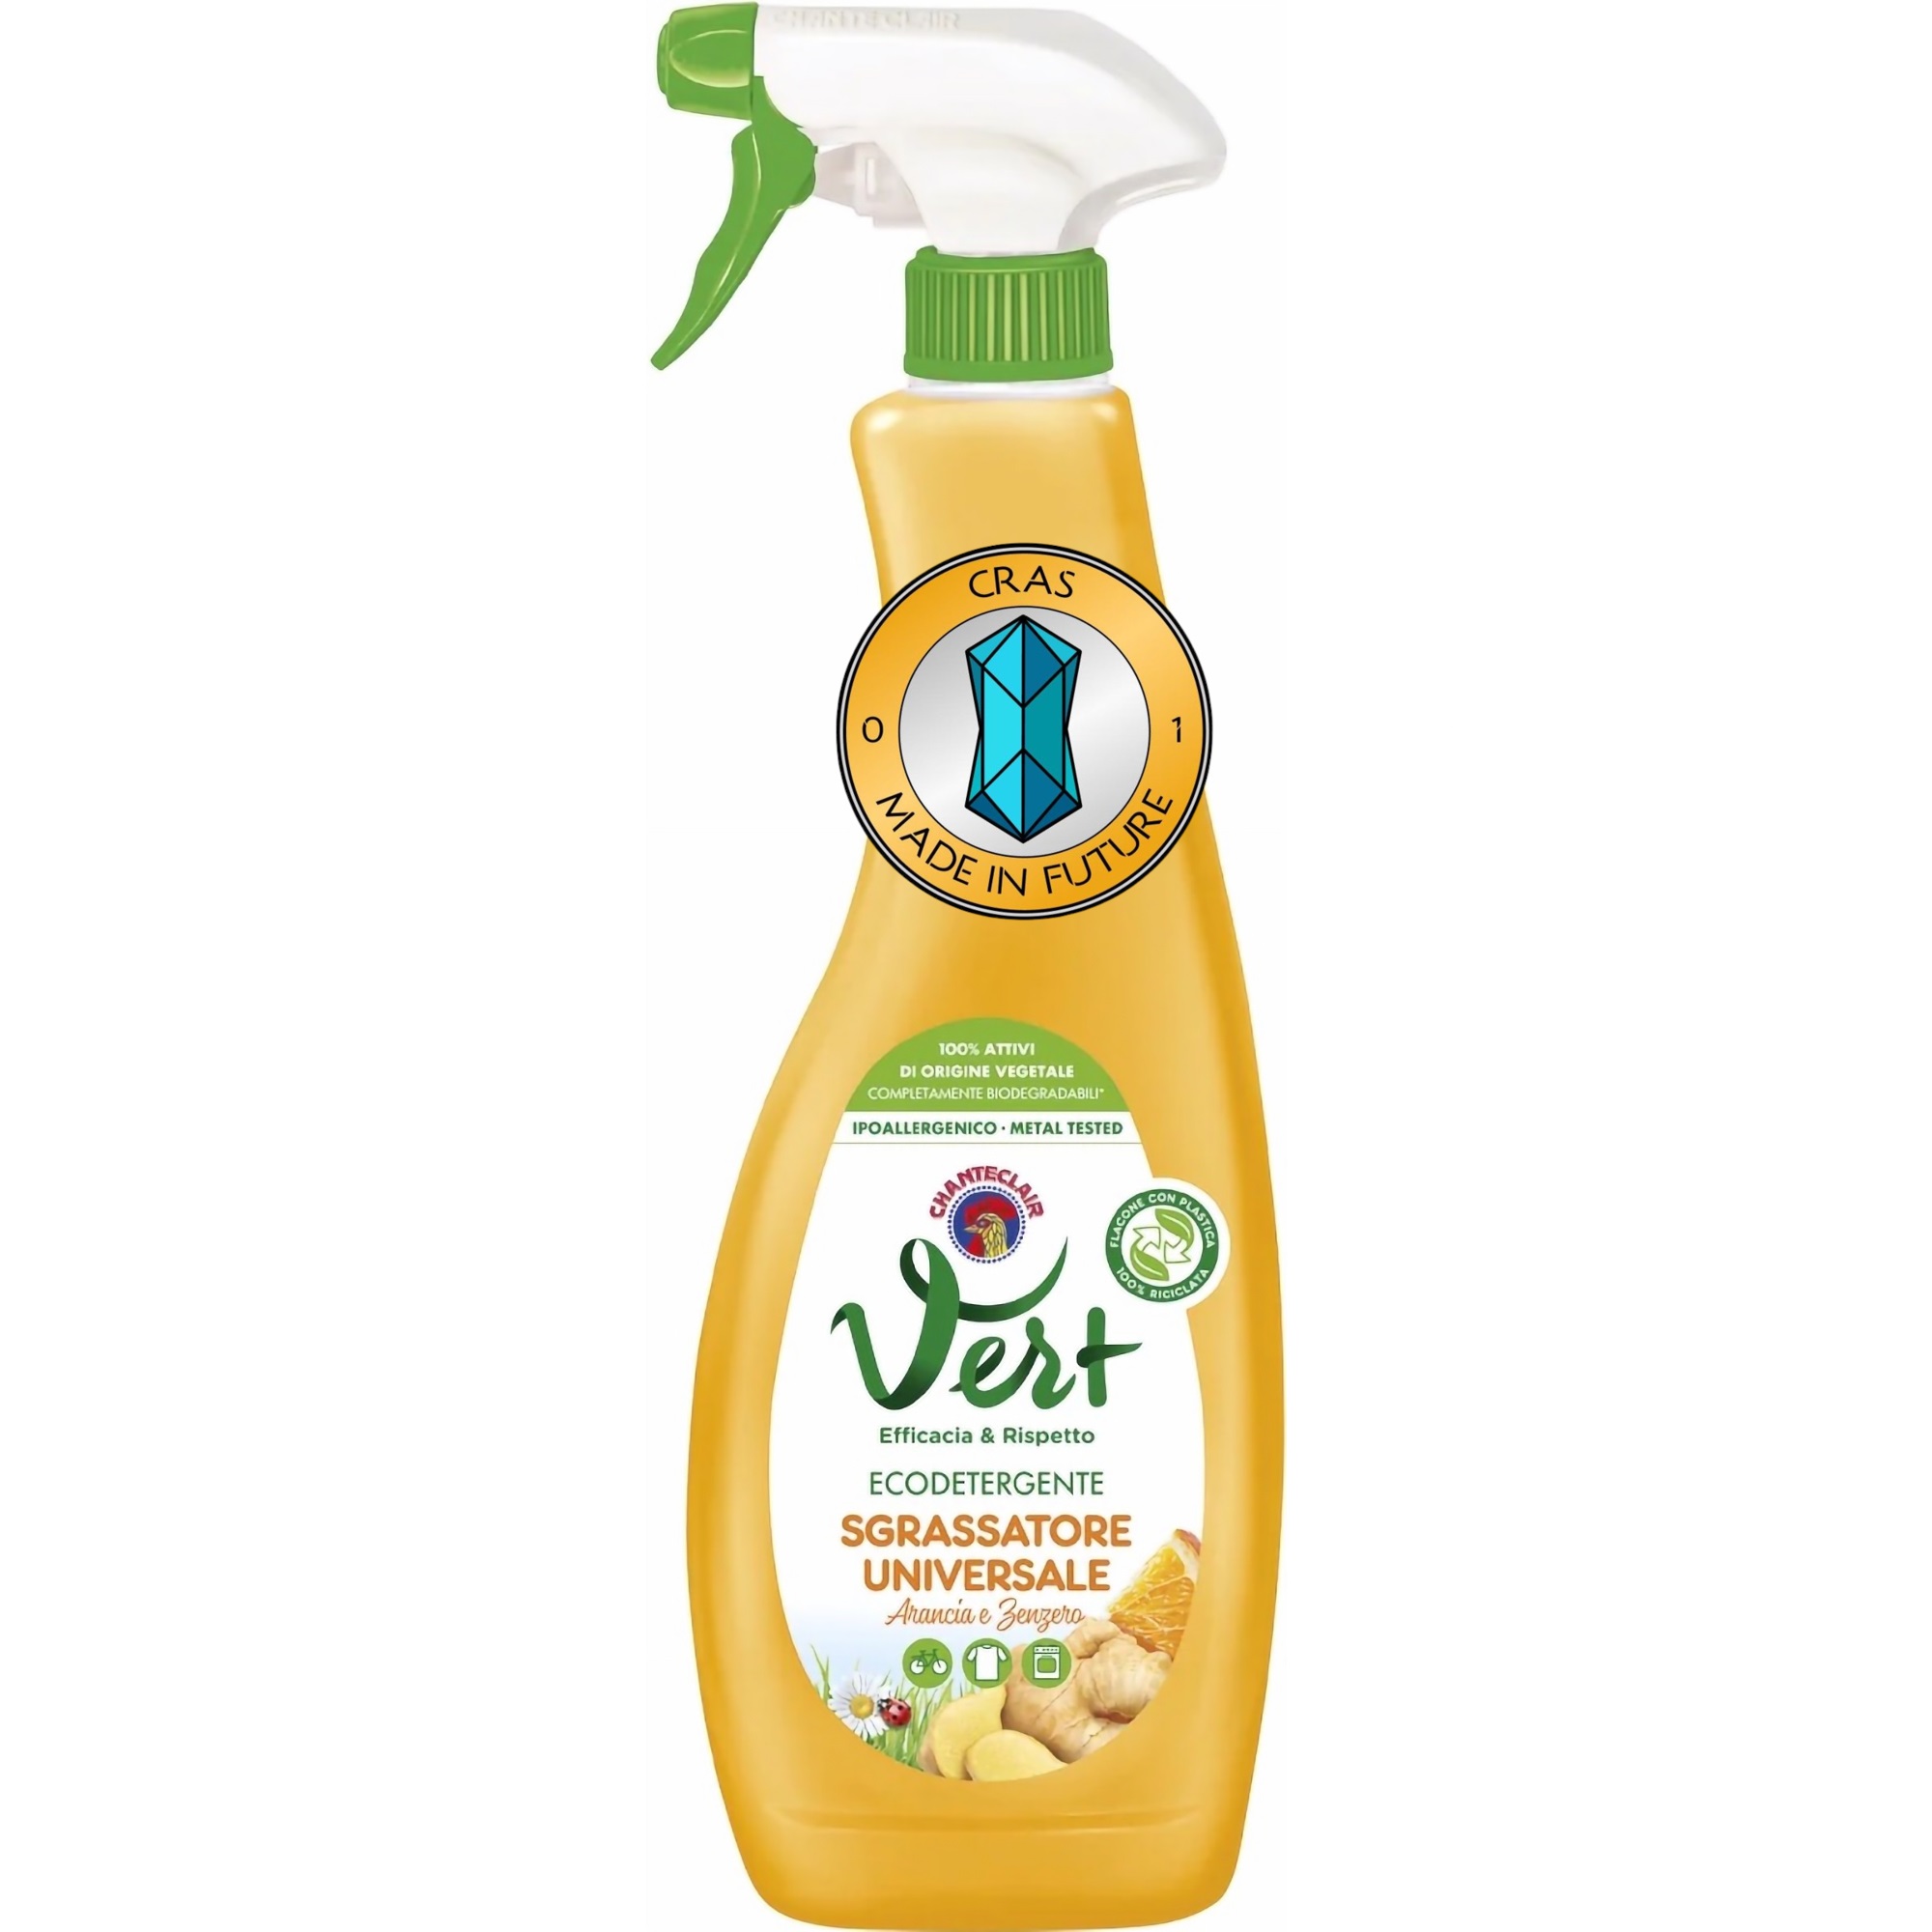 CHANTECLAIR
CRAS
0 1
MADE IN FUTURE
100% ATTIVI
DI ORIGINE VEGETALE
COMPLETAMENTE BIODEGRADABILI*
IPOALLERGENICO · METAL TESTED
CHANTECLAIR
FLACONE CON PLASTICA
100% RICICLATA
Vert
Efficacia & Rispetto
ECODETERGENTE
SGRASSATORE
UNIVERSALE
Arancia e Zenzero